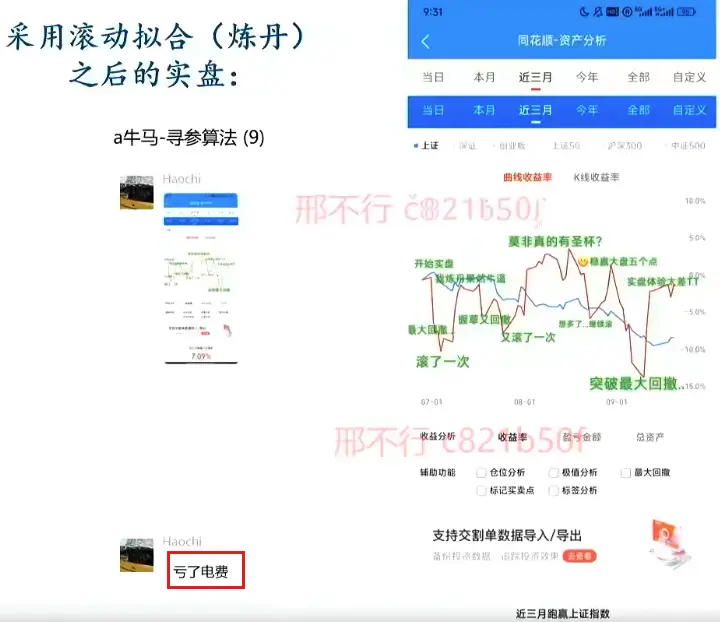 采用滚动拟合（炼丹）
之后的实盘：
a牛马-寻参算法 (9)
Haochi
7.09%
Haochi
亏了电费
9:31
同花顺-资产分析
当日 本月 近三月 今年 全部 自定义
当日 本月 近三月 今年 全部 自定义
上证 深证 创业板 上证50 沪深300 中证500
曲线收益率 K线收益率
邢不行
10.0%
5.0%
莫非真的有圣杯？
稳赢大盘五个点
开始实盘
我炼丹果然牛逼
实盘体验太差TT
-5.0%
握草又回撤
想多了..继续滚
最大回撤..
又滚了一次
-10.0%
滚了一次
突破最大回撤..
-15.0%
07-01 08-01 09-01
收益分析 收益率 盈亏金额 总资产
邢不行 c821b50f
辅助功能 仓位分析 极值分析 最大回撤
标记买卖点 标签分析
支持交割单数据导入/导出
备份投资数据 追踪投资效果 去查看
近三月跑赢上证指数